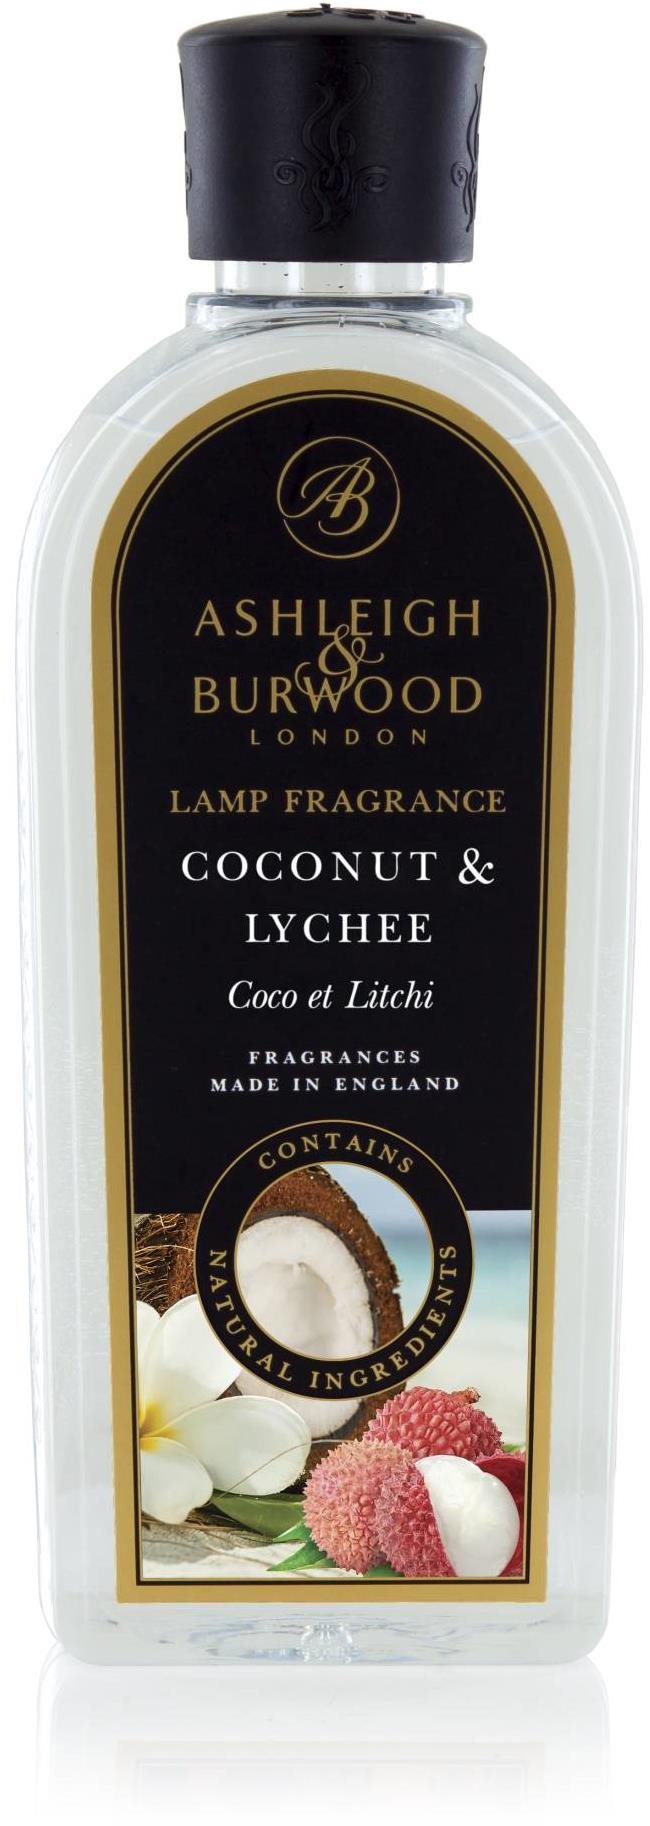 AB
ASHLEIGH
&
BURWOOD
LONDON
LAMP FRAGRANCE
COCONUT &
LYCHEE
Coco et Litchi
FRAGRANCES
MADE IN ENGLAND
CONTAINS
NATURAL INGREDIENTS